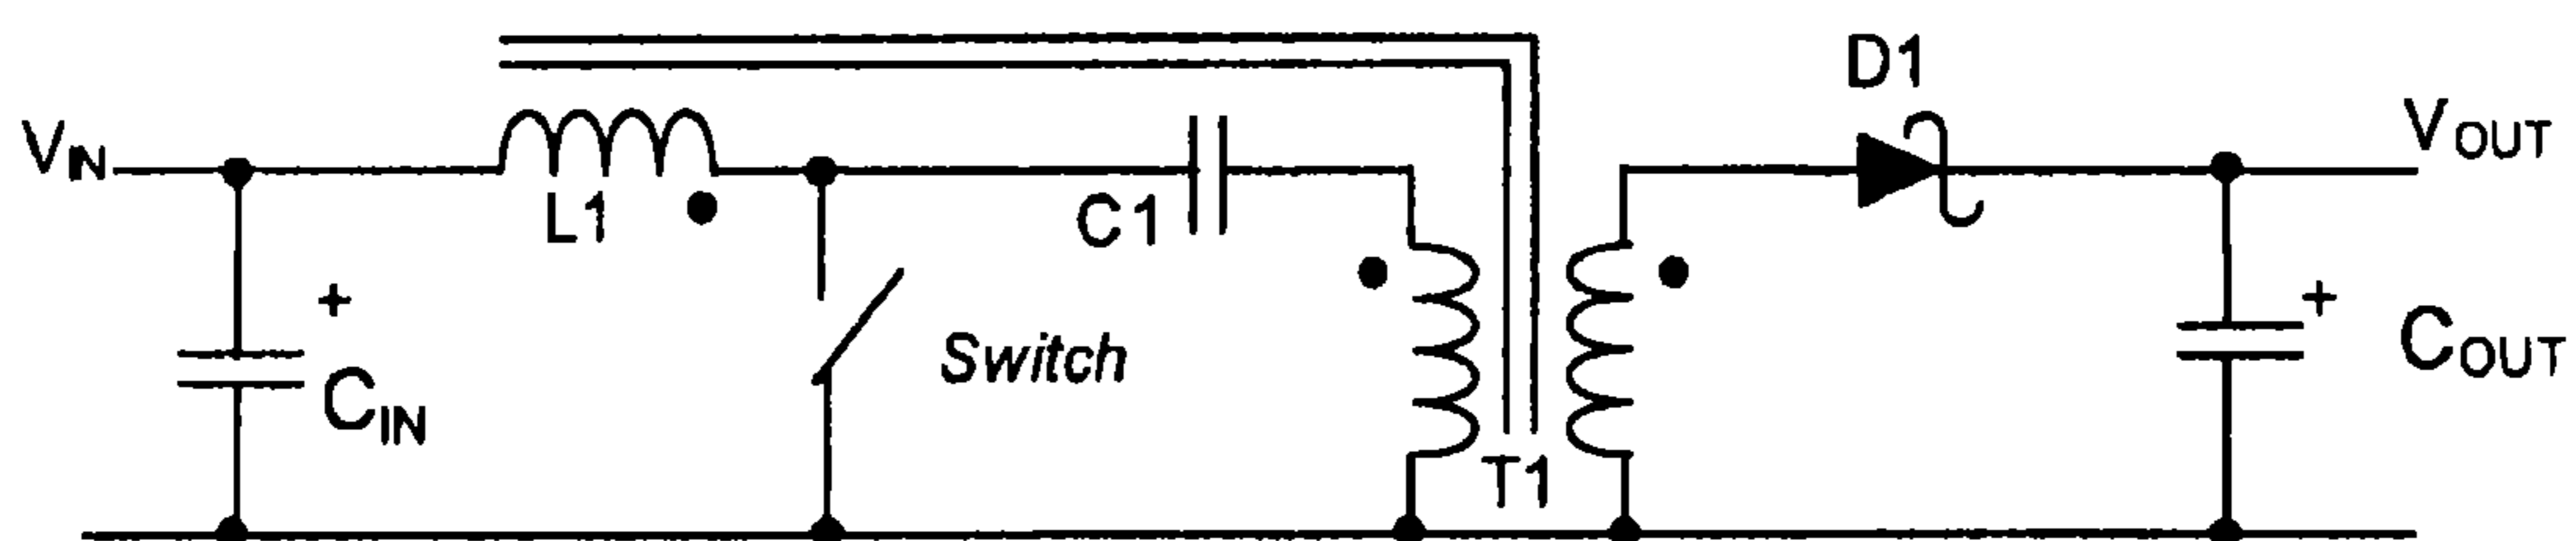 D1
VIN
VOUT
L1
C1
+
+
Switch
COUT
CIN
T1